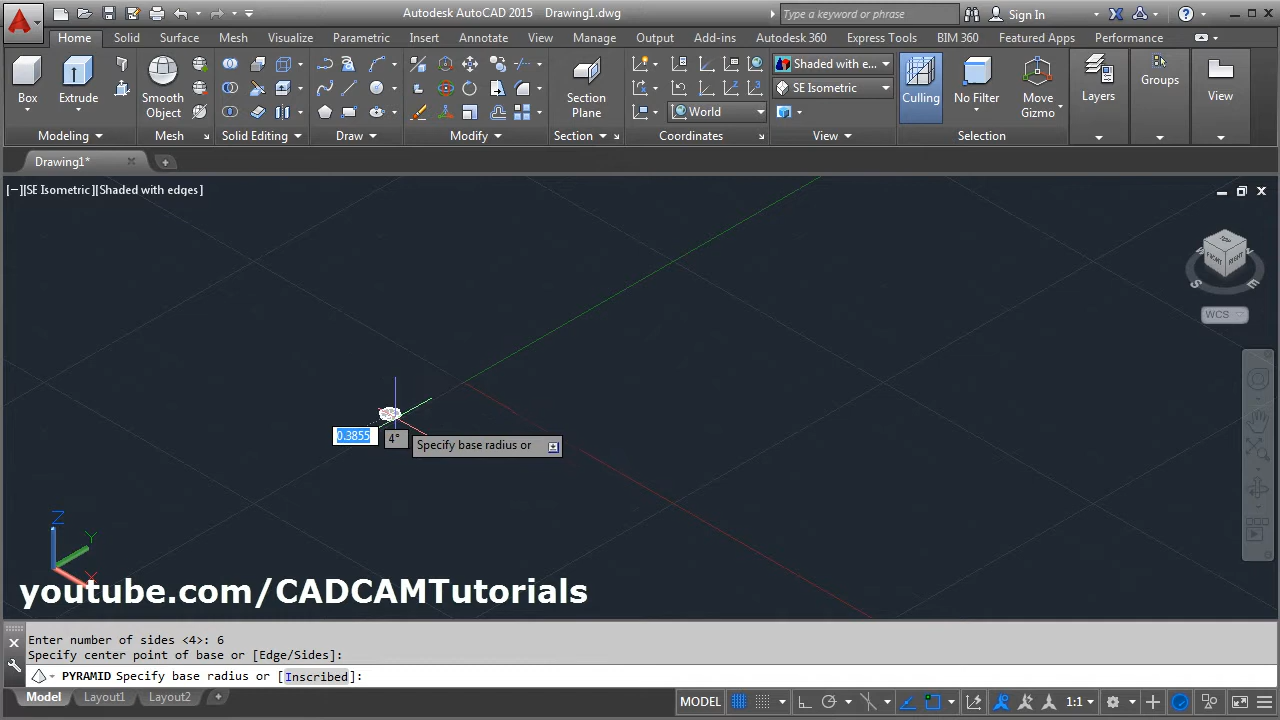 Autodesk AutoCAD 2015 Drawing1.dwg
Type a keyword or phrase
Sign In
Home Solid Surface Mesh Visualize Parametric Insert Annotate View Manage Output Add-ins Autodesk 360 Express Tools BIM 360 Featured Apps Performance
Box
Extrude
Smooth
Object
Section
Plane
World
Shaded with e...
SE Isometric
Culling
No Filter
Move
Gizmo
Layers
Groups
View
Modeling
Mesh
Solid Editing
Draw
Modify
Section
Coordinates
View
Selection
Drawing1*
[−][SE Isometric][Shaded with edges]
TOP
FRONT
RIGHT
W
S
E
WCS
0.3855
4°
Specify base radius or
Z
Y
X
youtube.com/CADCAMTutorials
Enter number of sides <4>: 6
Specify center point of base or [Edge/Sides]:
PYRAMID Specify base radius or [Inscribed]:
Model Layout1 Layout2
MODEL
1:1